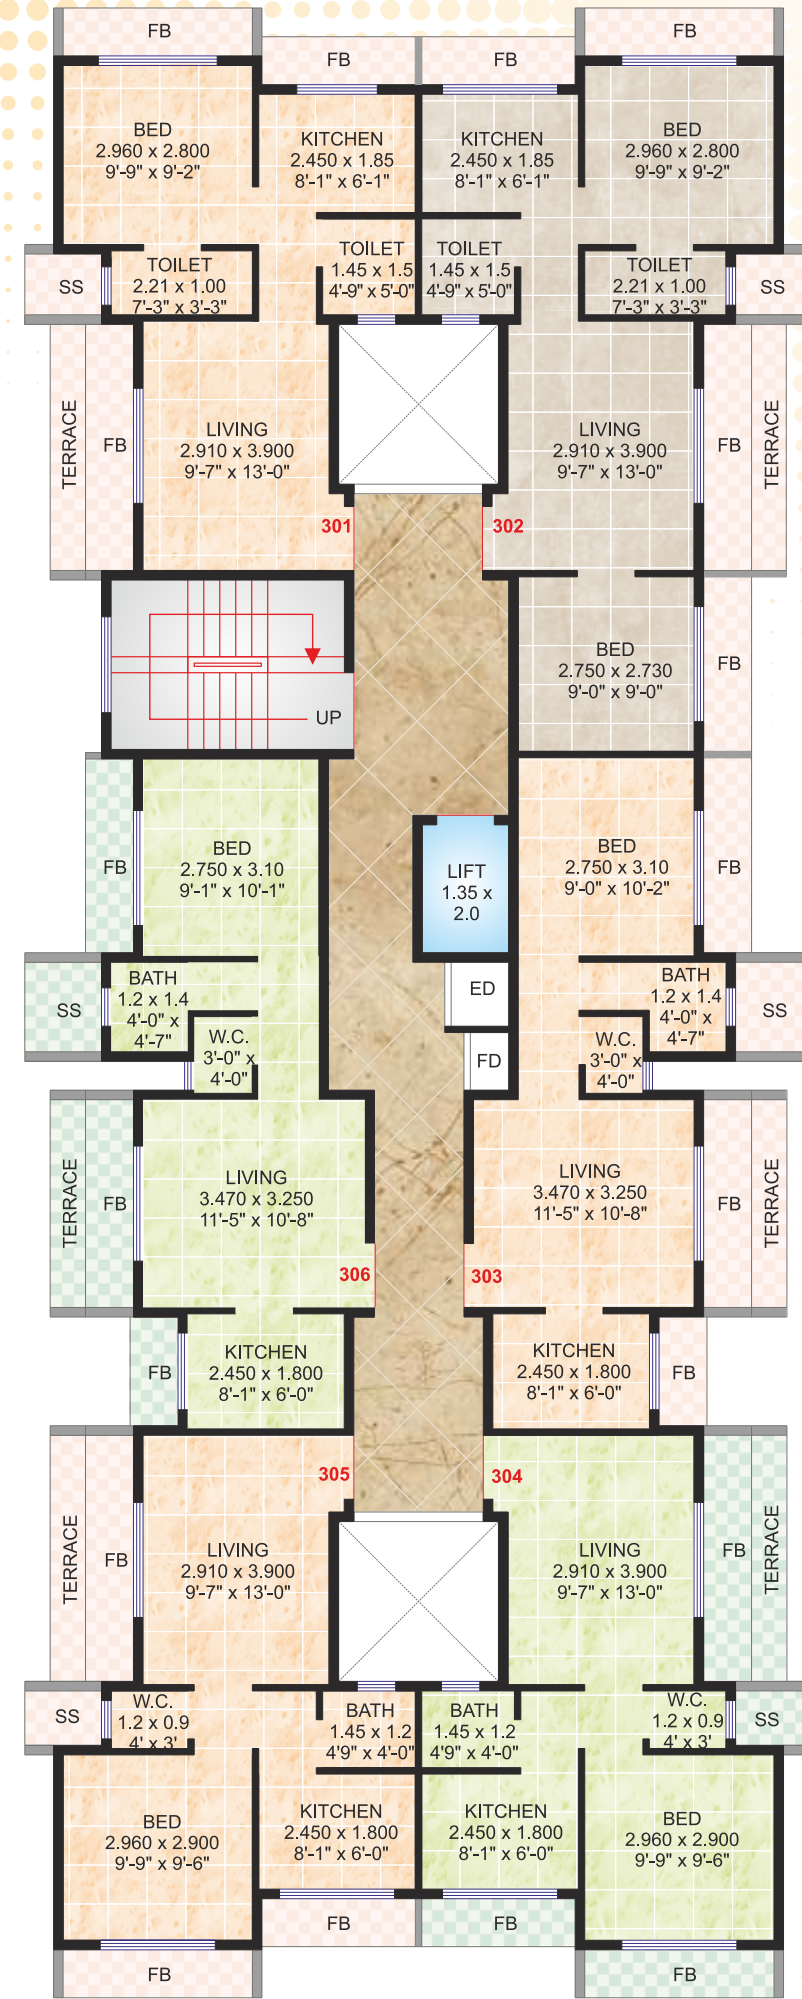 FB
FB
FB
FB
BED
2.960 x 2.800
9'-9" x 9'-2"
KITCHEN
2.450 x 1.85
8'-1" x 6'-1"
KITCHEN
2.450 x 1.85
8'-1" x 6'-1"
BED
2.960 x 2.800
9'-9" x 9'-2"
SS
TOILET
2.21 x 1.00
7'-3" x 3'-3"
TOILET
1.45 x 1.5
4'-9" x 5'-0"
TOILET
1.45 x 1.5
4'-9" x 5'-0"
TOILET
2.21 x 1.00
7'-3" x 3'-3"
SS
TERRACE
FB
LIVING
2.910 x 3.900
9'-7" x 13'-0"
LIVING
2.910 x 3.900
9'-7" x 13'-0"
FB
TERRACE
301
302
UP
BED
2.750 x 2.730
9'-0" x 9'-0"
FB
FB
BED
2.750 x 3.10
9'-1" x 10'-1"
LIFT
1.35 x
2.0
BED
2.750 x 3.10
9'-0" x 10'-2"
FB
SS
BATH
1.2 x 1.4
4'-0" x
4'-7"
W.C.
3'-0" x
4'-0"
ED
FD
W.C.
3'-0" x
4'-0"
BATH
1.2 x 1.4
4'-0" x
4'-7"
SS
TERRACE
FB
LIVING
3.470 x 3.250
11'-5" x 10'-8"
LIVING
3.470 x 3.250
11'-5" x 10'-8"
FB
TERRACE
306
303
FB
KITCHEN
2.450 x 1.800
8'-1" x 6'-0"
KITCHEN
2.450 x 1.800
8'-1" x 6'-0"
FB
305
304
TERRACE
FB
LIVING
2.910 x 3.900
9'-7" x 13'-0"
LIVING
2.910 x 3.900
9'-7" x 13'-0"
FB
TERRACE
SS
W.C.
1.2 x 0.9
4' x 3'
BATH
1.45 x 1.2
4'9" x 4'-0"
BATH
1.45 x 1.2
4'9" x 4'-0"
W.C.
1.2 x 0.9
4' x 3'
SS
BED
2.960 x 2.900
9'-9" x 9'-6"
KITCHEN
2.450 x 1.800
8'-1" x 6'-0"
KITCHEN
2.450 x 1.800
8'-1" x 6'-0"
BED
2.960 x 2.900
9'-9" x 9'-6"
FB
FB
FB
FB